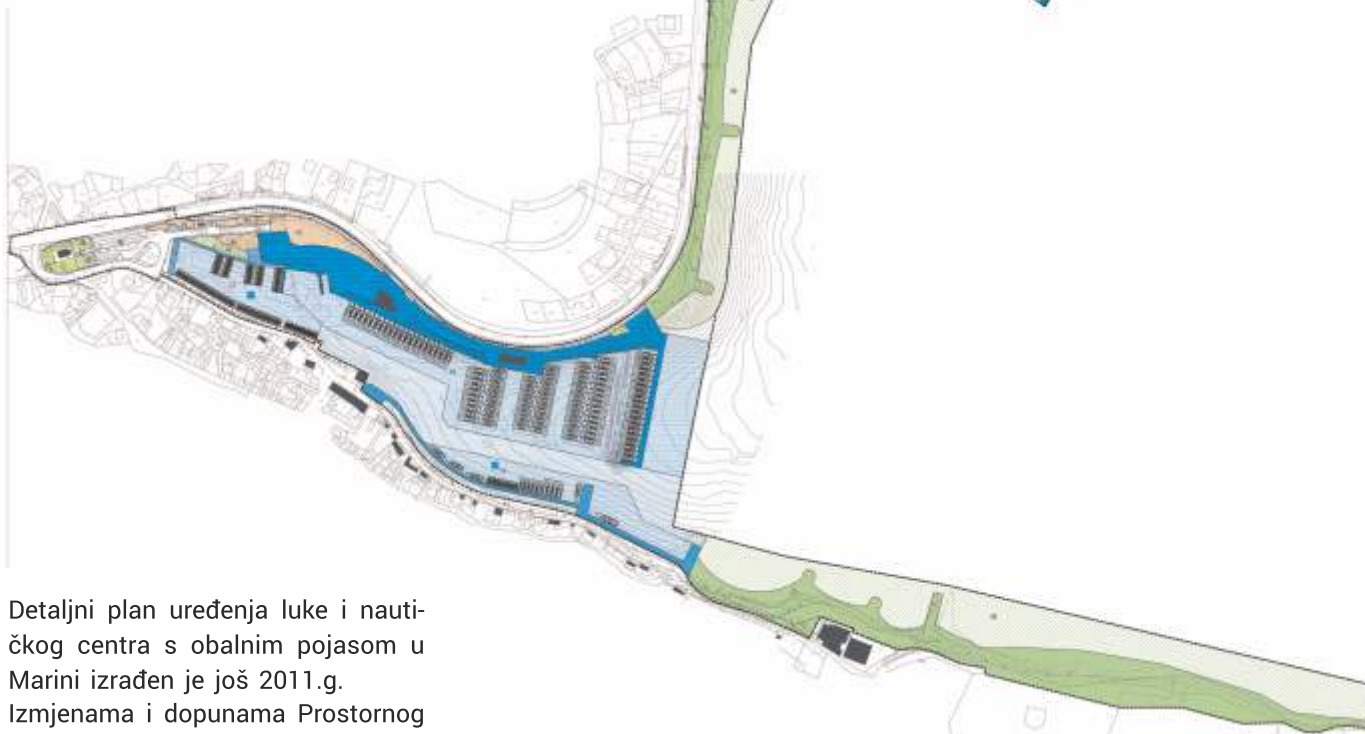 Detaljni plan uređenja luke i nauti-
čkog centra s obalnim pojasom u
Marini izrađen je još 2011.g.
Izmjenama i dopunama Prostornog